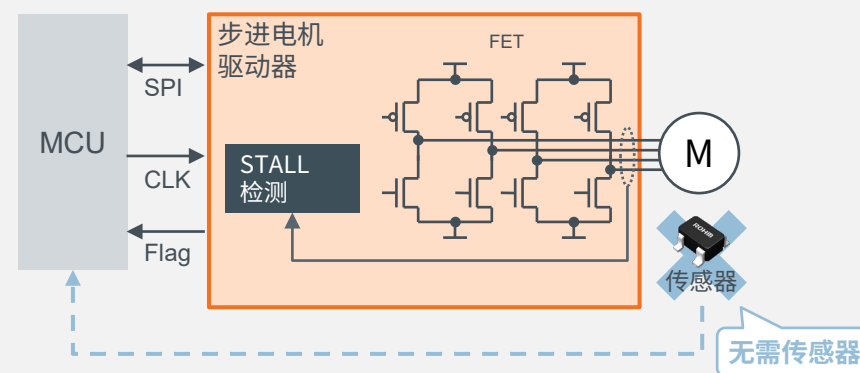 步进电机
驱动器
FET
SPI
MCU
CLK
STALL
检测
M
Flag
ROHM
传感器
无需传感器